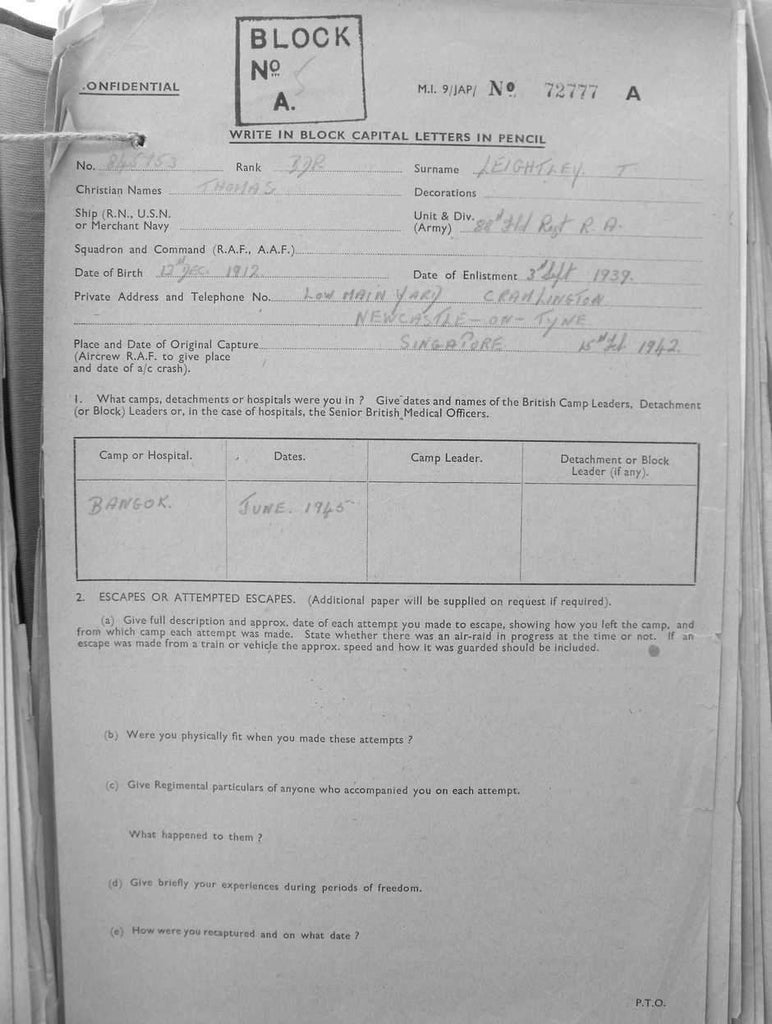 BLOCK
Nº 5
A.
CONFIDENTIAL
M.I. 9/JAP/ Nº 72777 A
WRITE IN BLOCK CAPITAL LETTERS IN PENCIL
No. 845153 Rank BDR Surname LEIGHTLEY. T.
Christian Names THOMAS Decorations
Ship (R.N., U.S.N. or Merchant Navy
Unit & Div. (Army) 88th Fld Regt R.A.
Squadron and Command (R.A.F., A.A.F.)
Date of Birth 12th DEC. 1912 Date of Enlistment 3rd Sept 1939.
Private Address and Telephone No. LOW MAIN YARD CRAMLINGTON
NEWCASTLE-ON-TYNE
Place and Date of Original Capture SINGAPORE 15th Feb 1942.
(Aircrew R.A.F. to give place
and date of a/c crash).
1. What camps, detachments or hospitals were you in ? Give dates and names of the British Camp Leaders, Detachment
(or Block) Leaders or, in the case of hospitals, the Senior British Medical Officers.
Camp or Hospital. Dates. Camp Leader. Detachment or Block
Leader (if any).
BANGOK. JUNE. 1945
2. ESCAPES OR ATTEMPTED ESCAPES. (Additional paper will be supplied on request if required).
(a) Give full description and approx. date of each attempt you made to escape, showing how you left the camp, and
from which camp each attempt was made. State whether there was an air-raid in progress at the time or not. If an
escape was made from a train or vehicle the approx. speed and how it was guarded should be included.
(b) Were you physically fit when you made these attempts ?
(c) Give Regimental particulars of anyone who accompanied you on each attempt.
What happened to them ?
(d) Give briefly your experiences during periods of freedom.
(e) How were you recaptured and on what date ?
P.T.O.